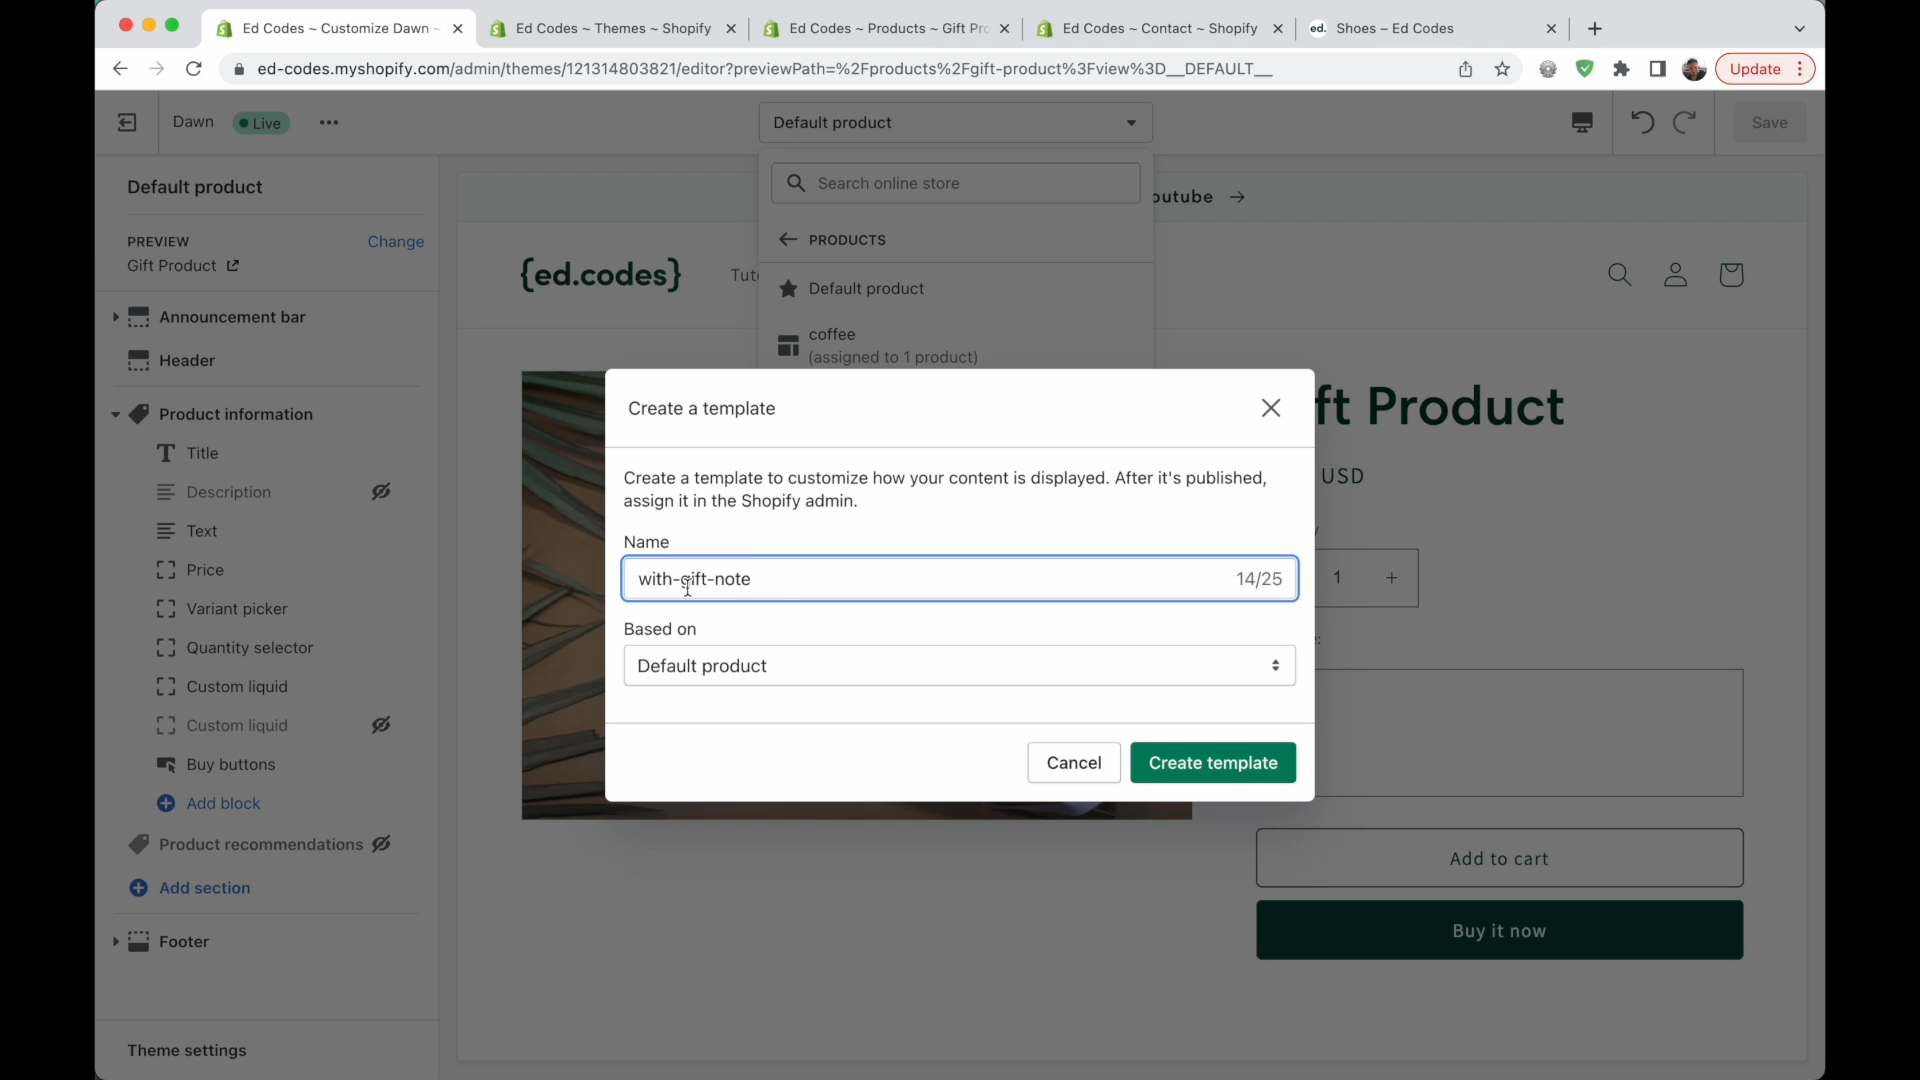 Ed Codes ~ Customize Dawn ~
Ed Codes ~ Themes ~ Shopify
Ed Codes ~ Products ~ Gift Pro
Ed Codes ~ Contact ~ Shopify
ed. Shoes – Ed Codes
ed-codes.myshopify.com/admin/themes/121314803821/editor?previewPath=%2Fproducts%2Fgift-product%3Fview%3D__DEFAULT__
Update
Dawn
Live
Default product
Save
Default product
PREVIEW
Change
Gift Product
Announcement bar
Header
Product information
Title
Description
Text
Price
Variant picker
Quantity selector
Custom liquid
Custom liquid
Buy buttons
Add block
Product recommendations
Add section
Footer
Theme settings
Search online store
PRODUCTS
Default product
coffee
(assigned to 1 product)
outube
{ed.codes}
Tut
Create a template
Create a template to customize how your content is displayed. After it's published,
assign it in the Shopify admin.
Name
with-gift-note
14/25
Based on
Default product
Cancel
Create template
ft Product
USD
1 +
Add to cart
Buy it now